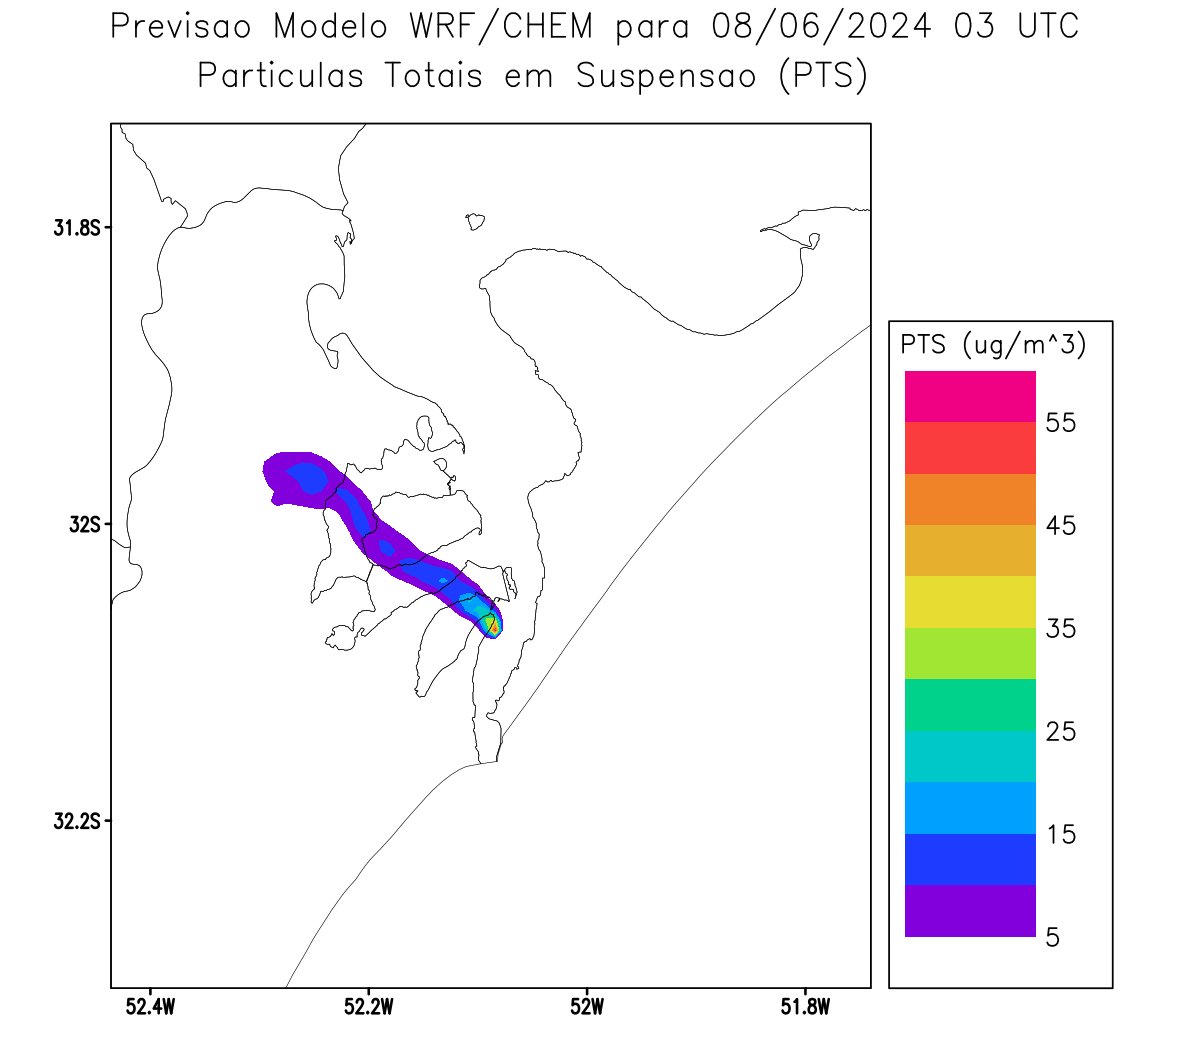 Previsao Modelo WRF/CHEM para 08/06/2024 03 UTC
Particulas Totais em Suspensao (PTS)
31.8S
32S
32.2S
52.4W
52.2W
52W
51.8W
PTS (ug/m^3)
55
45
35
25
15
5